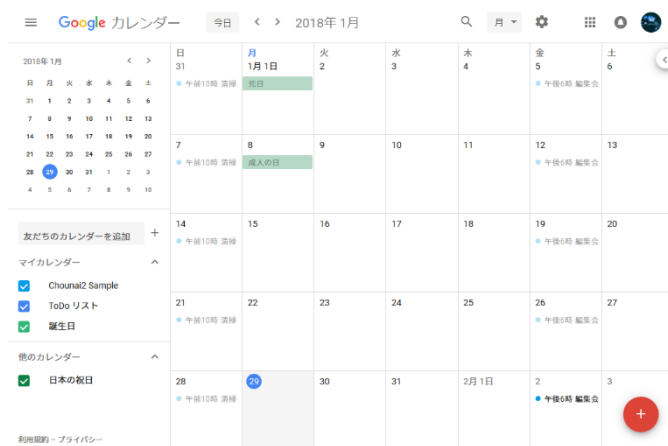 Google カレンダー
今日
2018年 1月
月
2018年 1月
日 月 火 水 木 金 土
31 1 2 3 4 5 6
7 8 9 10 11 12 13
14 15 16 17 18 19 20
21 22 23 24 25 26 27
28 29 30 31 1 2 3
4 5 6 7 8 9 10
友だちのカレンダーを追加
マイカレンダー
Chounai2 Sample
ToDo リスト
誕生日
他のカレンダー
日本の祝日
利用規約 – プライバシー
日 月 火 水 木 金 土
31 1月1日 2 3 4 5 6
午前10時 清掃 元日 午後6時 編集会
7 8 9 10 11 12 13
午前10時 清掃 成人の日 午後6時 編集会
14 15 16 17 18 19 20
午前10時 清掃 午後6時 編集会
21 22 23 24 25 26 27
午前10時 清掃 午後6時 編集会
28 29 30 31 2月1日 2 3
午前10時 清掃 午後6時 編集会